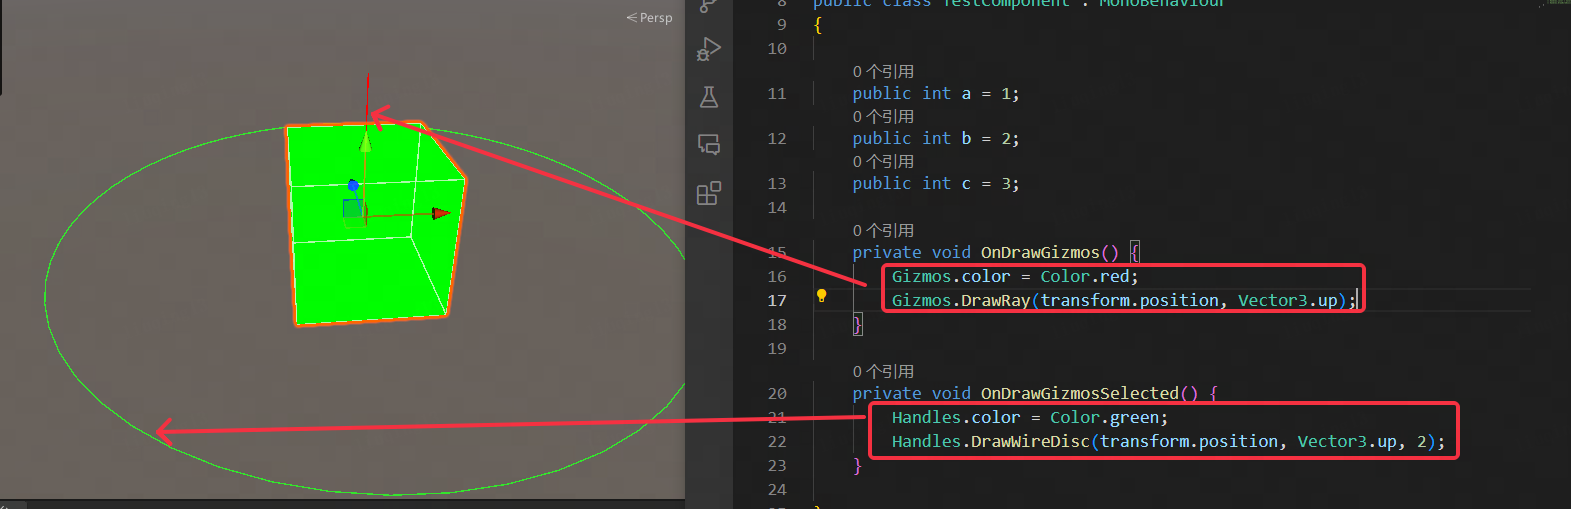 < Persp
8 public class TestComponent : MonoBehaviour
9 {
10
0 个引用
11 public int a = 1;
0 个引用
12 public int b = 2;
0 个引用
13 public int c = 3;
14
0 个引用
15 private void OnDrawGizmos() {
16 Gizmos.color = Color.red;
17 Gizmos.DrawRay(transform.position, Vector3.up);
18 }
19
0 个引用
20 private void OnDrawGizmosSelected() {
21 Handles.color = Color.green;
22 Handles.DrawWireDisc(transform.position, Vector3.up, 2);
23 }
24